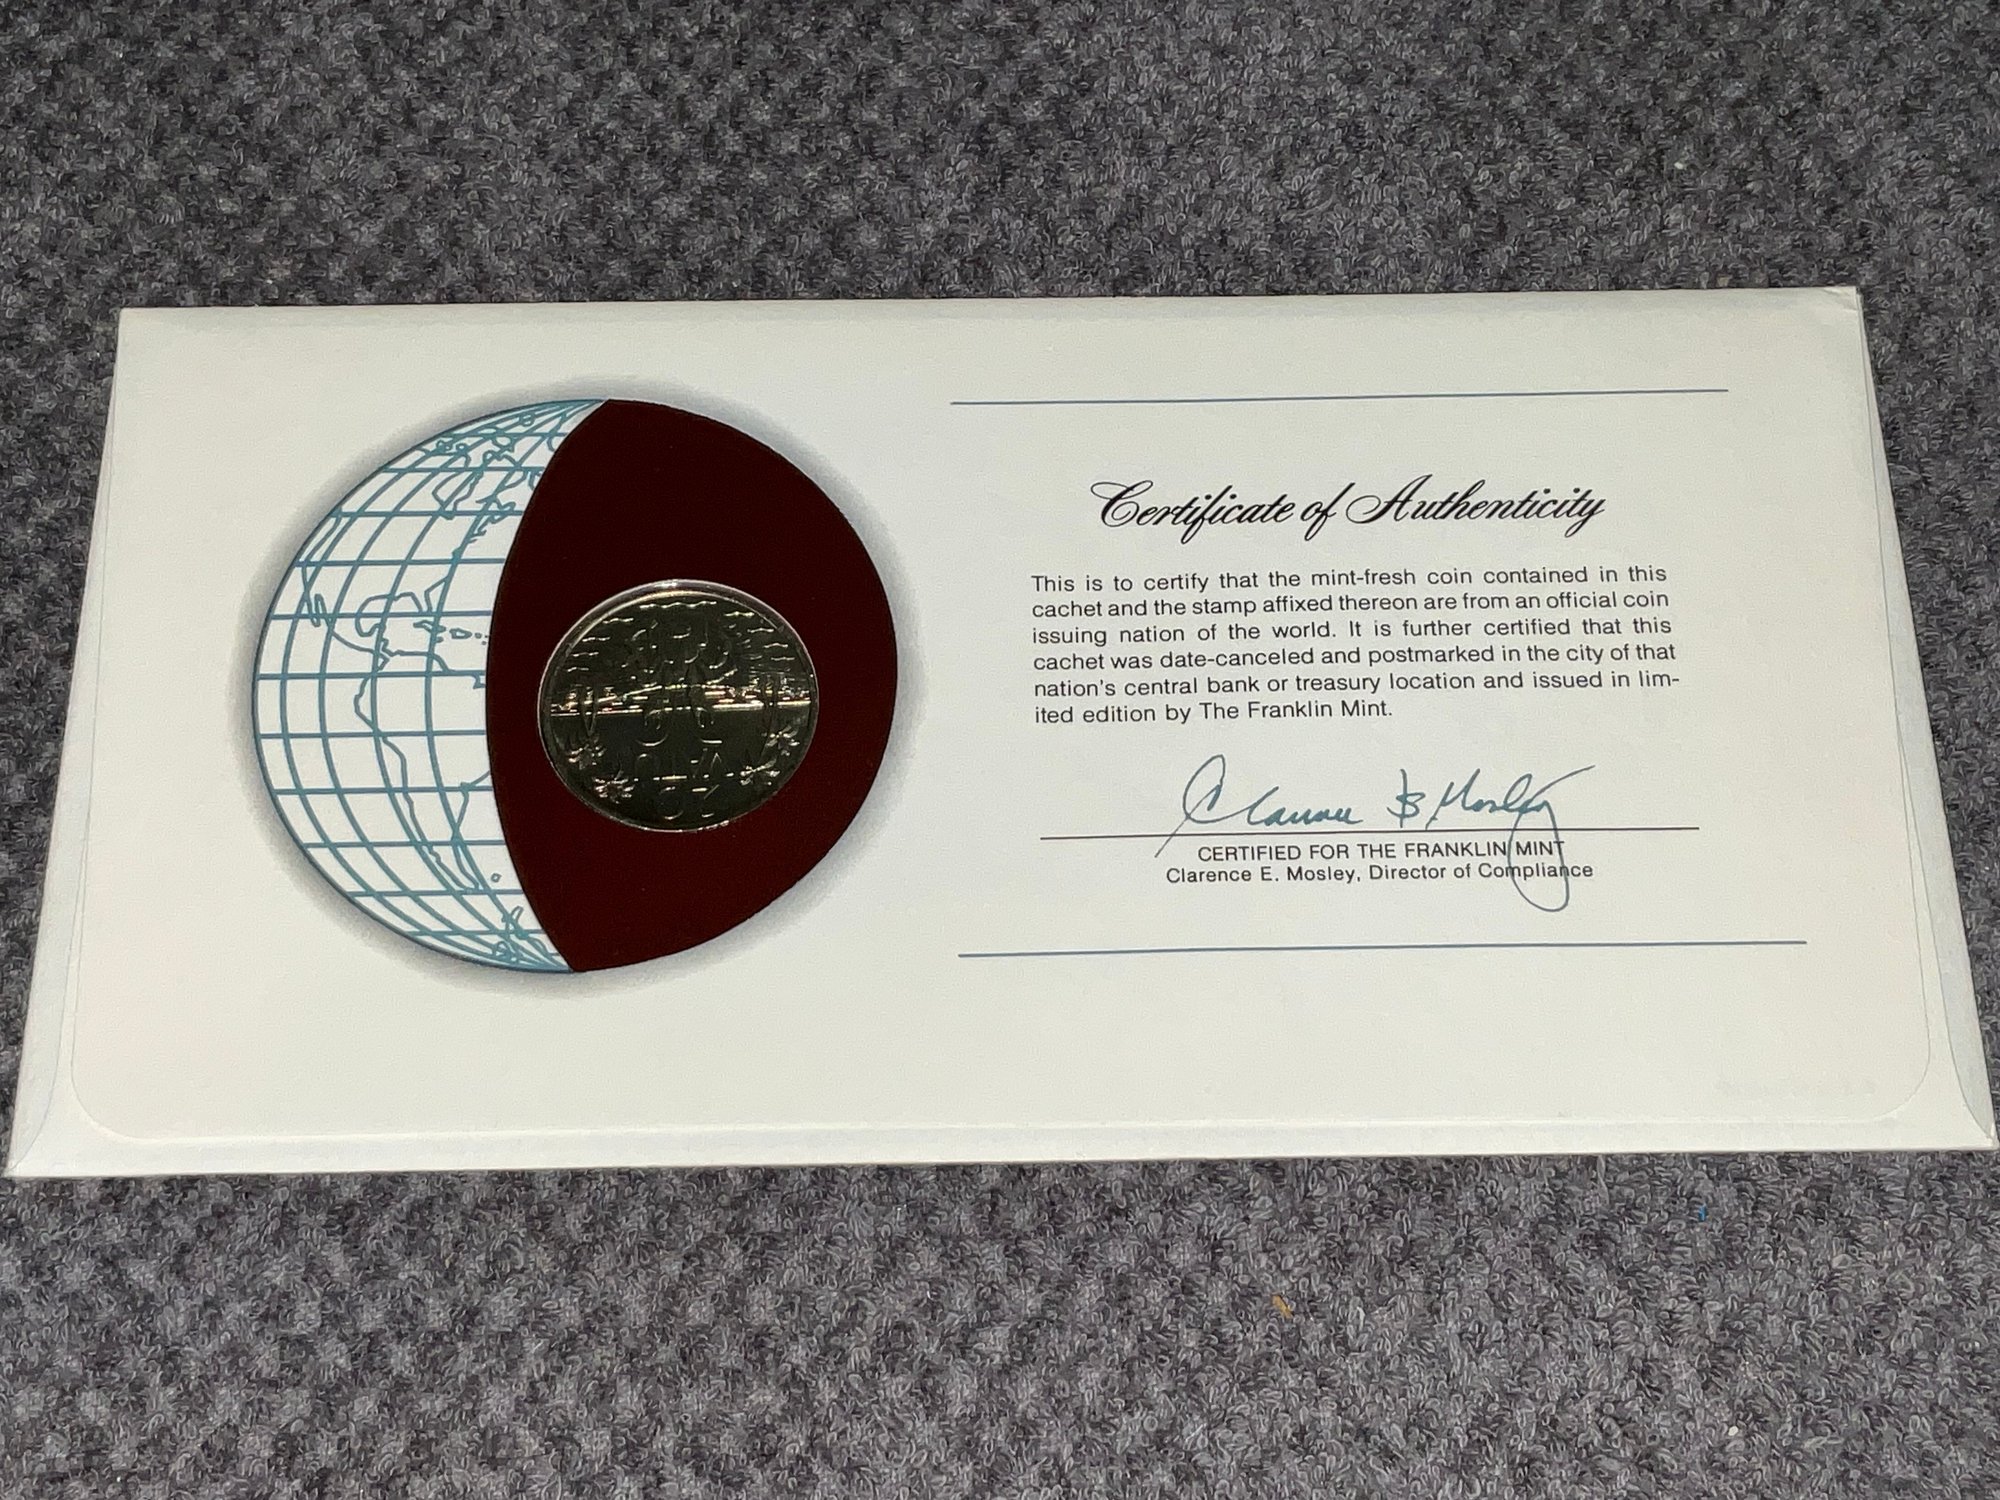 Certificate of Authenticity
This is to certify that the mint-fresh coin contained in this
cachet and the stamp affixed thereon are from an official coin
issuing nation of the world. It is further certified that this
cachet was date-canceled and postmarked in the city of that
nation's central bank or treasury location and issued in lim-
ited edition by The Franklin Mint.
CERTIFIED FOR THE FRANKLIN MINT
Clarence E. Mosley, Director of Compliance